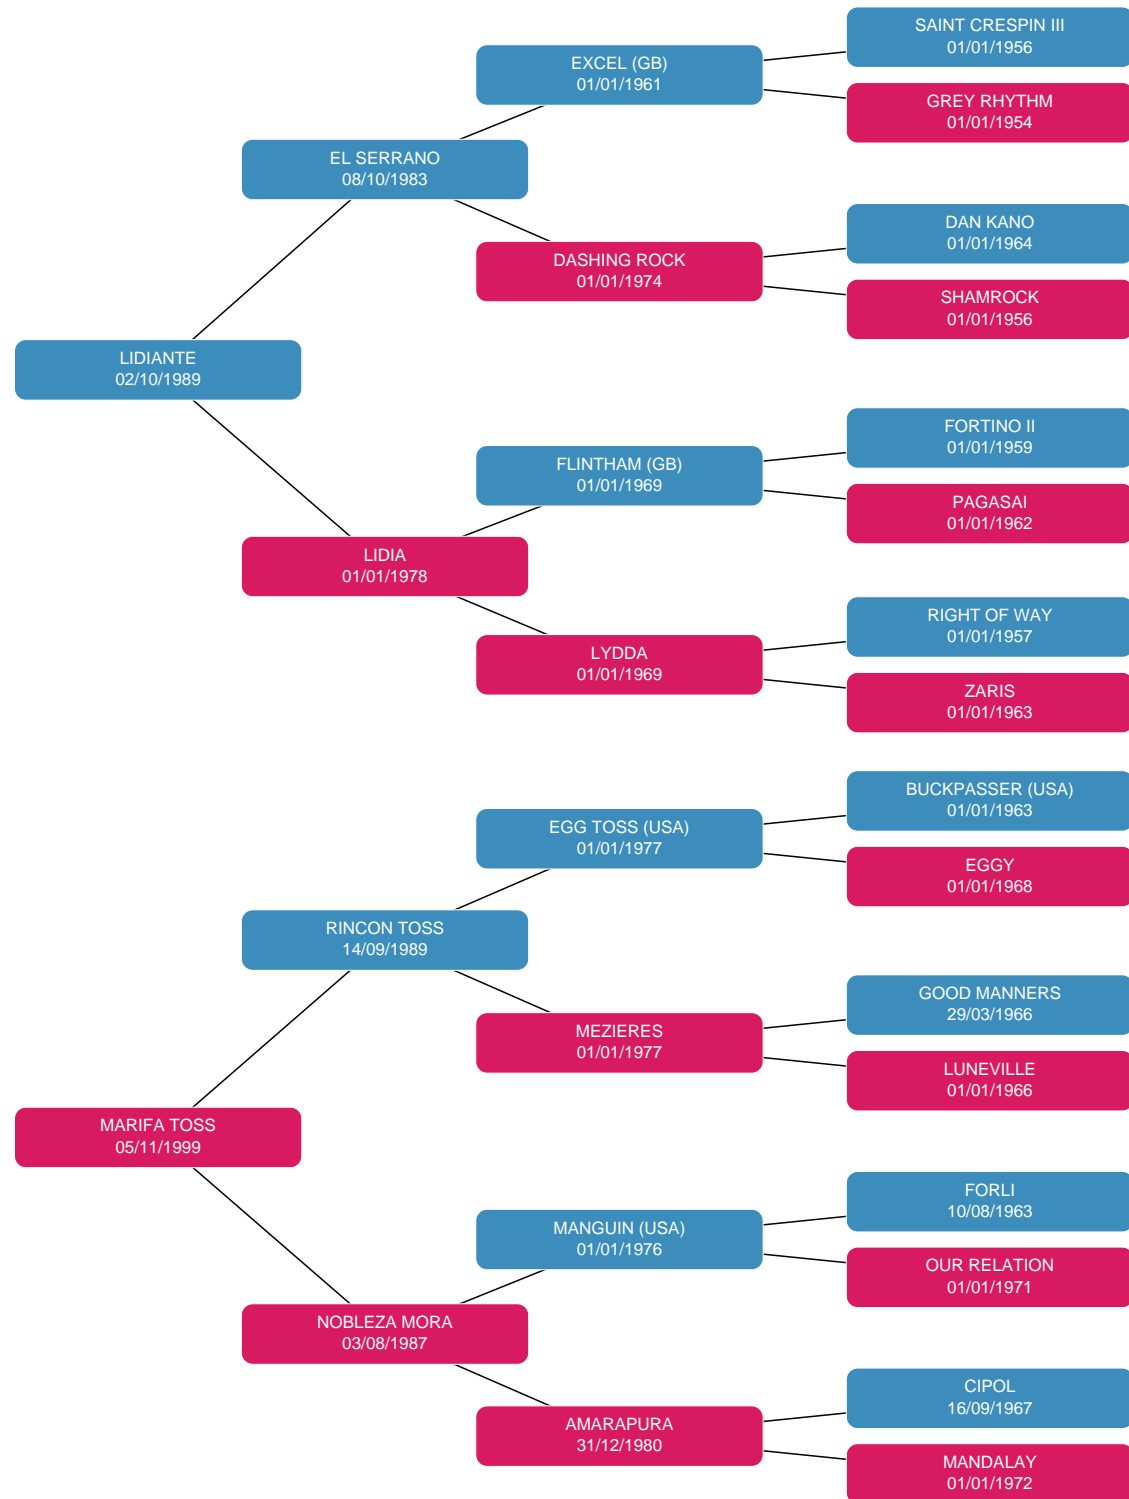 SAINT CRESPIN III
01/01/1956
EXCEL (GB)
01/01/1961
GREY RHYTHM
01/01/1954
EL SERRANO
08/10/1983
DAN KANO
01/01/1964
DASHING ROCK
01/01/1974
SHAMROCK
01/01/1956
LIDIANTE
02/10/1989
FORTINO II
01/01/1959
FLINTHAM (GB)
01/01/1969
PAGASAI
01/01/1962
LIDIA
01/01/1978
RIGHT OF WAY
01/01/1957
LYDDA
01/01/1969
ZARIS
01/01/1963
BUCKPASSER (USA)
01/01/1963
EGG TOSS (USA)
01/01/1977
EGGY
01/01/1968
RINCON TOSS
14/09/1989
GOOD MANNERS
29/03/1966
MEZIERES
01/01/1977
LUNEVILLE
01/01/1966
MARIFA TOSS
05/11/1999
FORLI
10/08/1963
MANGUIN (USA)
01/01/1976
OUR RELATION
01/01/1971
NOBLEZA MORA
03/08/1987
CIPOL
16/09/1967
AMARAPURA
31/12/1980
MANDALAY
01/01/1972